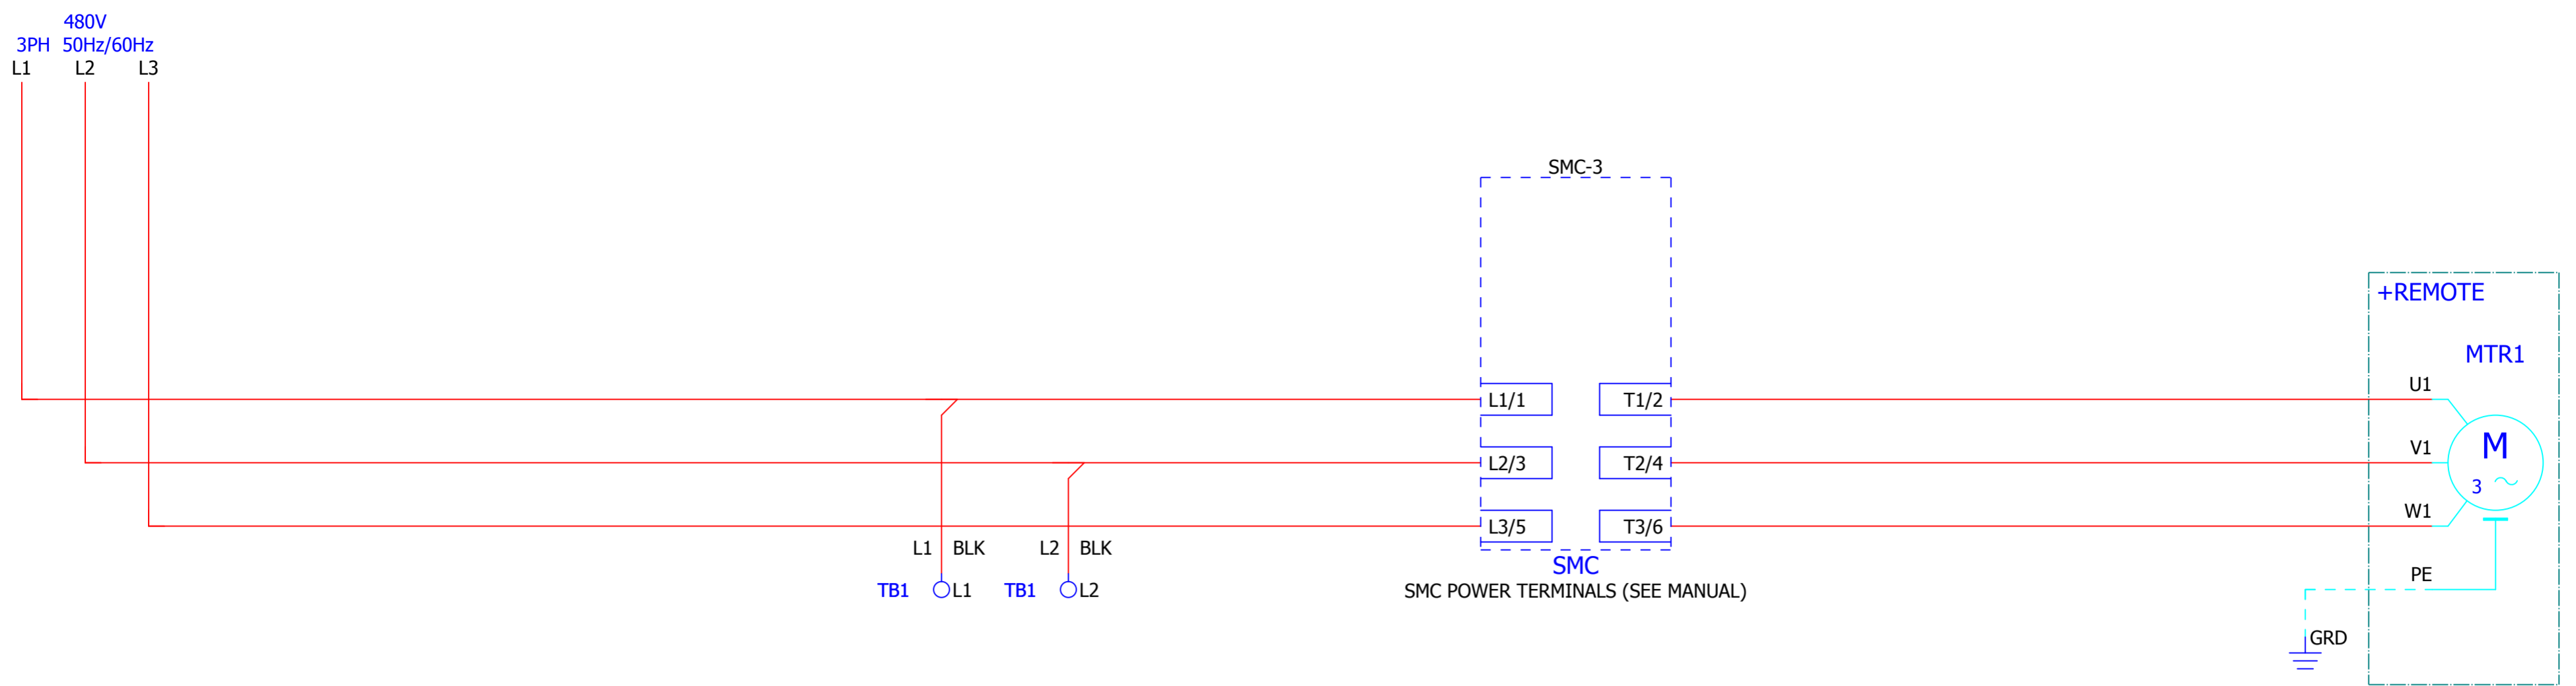 480V
3PH 50Hz/60Hz
L1 L2 L3
SMC-3
+REMOTE
MTR1
U1
L1/1 T1/2
M
V1
L2/3 T2/4
3
W1
L3/5 T3/6
L1 BLK L2 BLK
SMC
PE
TB1 L1 TB1 L2
SMC POWER TERMINALS (SEE MANUAL)
GRD